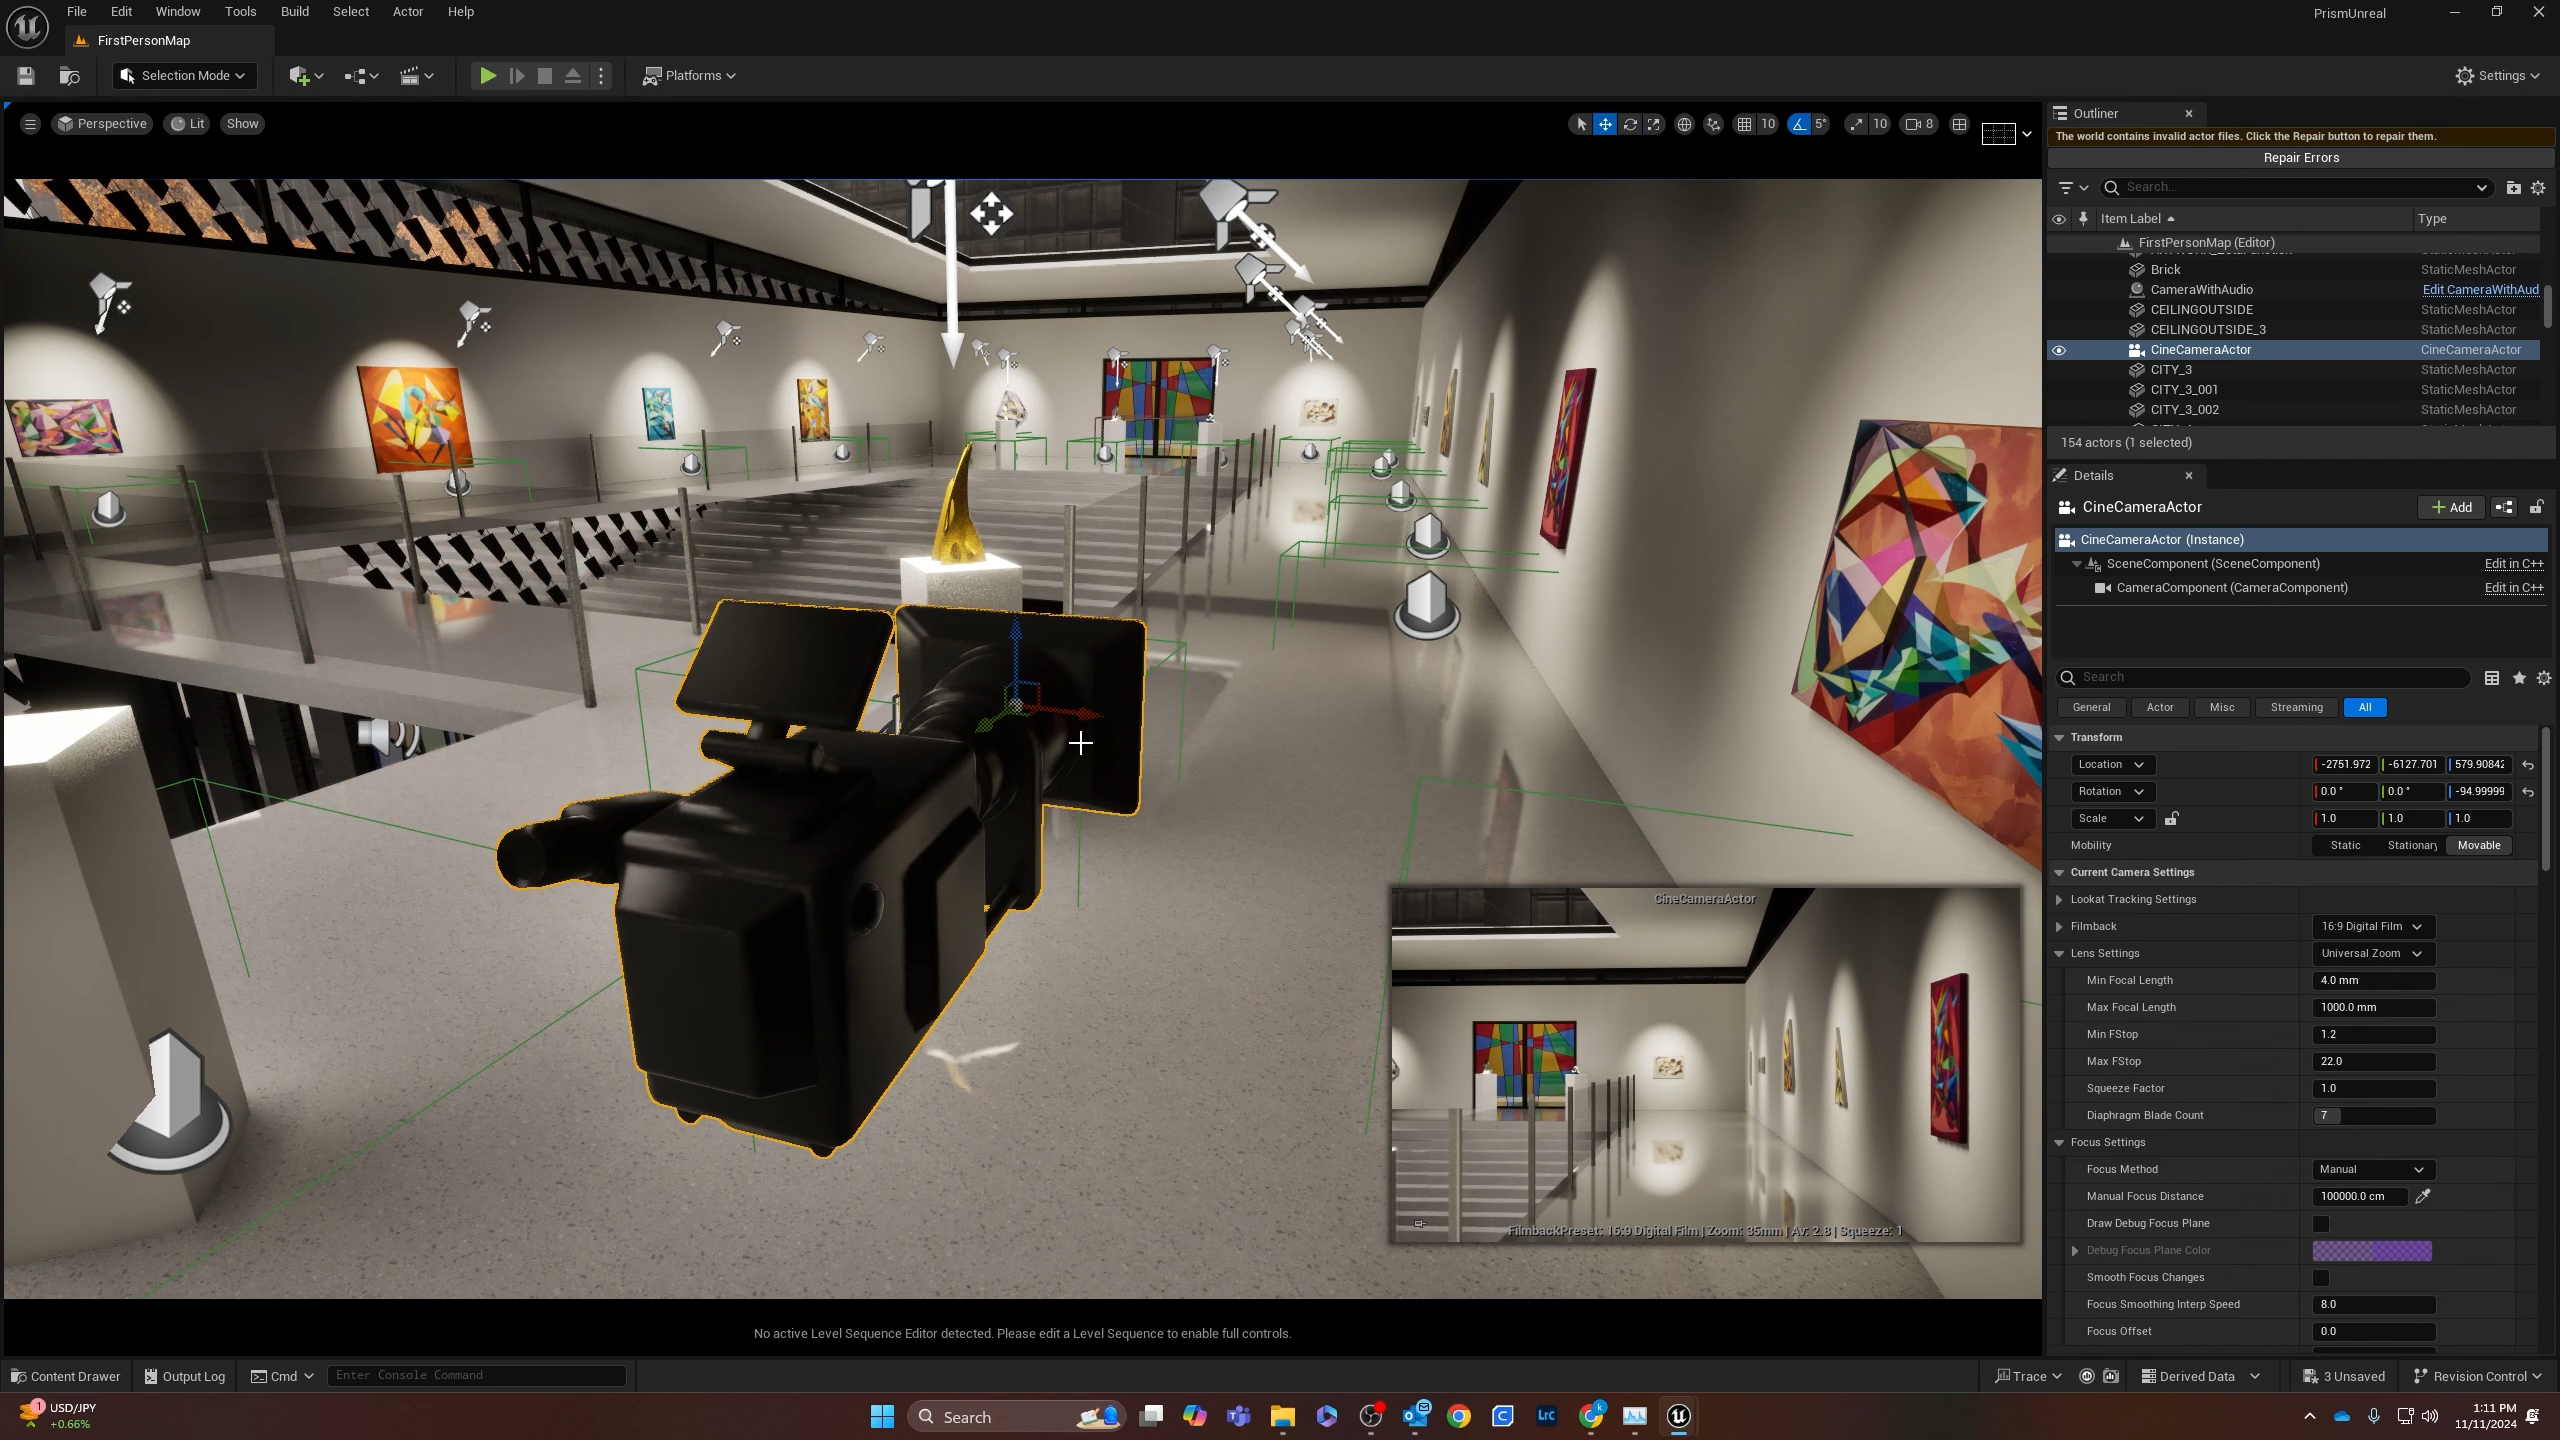 File Edit Window Tools Build Select Actor Help
PrismUnreal
FirstPersonMap
Selection Mode
Platforms
Settings
Perspective Lit Show
10 5° 10 8
Outliner
The world contains invalid actor files. Click the Repair button to repair them.
Repair Errors
Search...
Item Label Type
FirstPersonMap (Editor)
Brick StaticMeshActor
CameraWithAudio Edit CameraWithAud
CEILINGOUTSIDE StaticMeshActor
CEILINGOUTSIDE_3 StaticMeshActor
CineCameraActor CineCameraActor
CITY_3 StaticMeshActor
CITY_3_001 StaticMeshActor
CITY_3_002 StaticMeshActor
154 actors (1 selected)
Details
CineCameraActor Add
CineCameraActor (Instance)
SceneComponent (SceneComponent) Edit in C++
CameraComponent (CameraComponent) Edit in C++
Search
General Actor Misc Streaming All
Transform
Location -2751.972 -6127.701 579.90842
Rotation 0.0 ° 0.0 ° -94.99999
Scale 1.0 1.0 1.0
Mobility Static Stationary Movable
Current Camera Settings
Lookat Tracking Settings
Filmback 16:9 Digital Film
Lens Settings Universal Zoom
Min Focal Length 4.0 mm
Max Focal Length 1000.0 mm
Min FStop 1.2
Max FStop 22.0
Squeeze Factor 1.0
Diaphragm Blade Count 7
Focus Settings
Focus Method Manual
Manual Focus Distance 100000.0 cm
Draw Debug Focus Plane
Debug Focus Plane Color
Smooth Focus Changes
Focus Smoothing Interp Speed 8.0
Focus Offset 0.0
CineCameraActor
FilmbackPreset: 16:9 Digital Film | Zoom: 35mm | Av: 2.8 | Squeeze: 1
No active Level Sequence Editor detected. Please edit a Level Sequence to enable full controls.
Content Drawer Output Log Cmd Enter Console Command
Trace Derived Data 3 Unsaved Revision Control
1 USD/JPY
+0.66%
Search
LrC
k
1:11 PM
11/11/2024